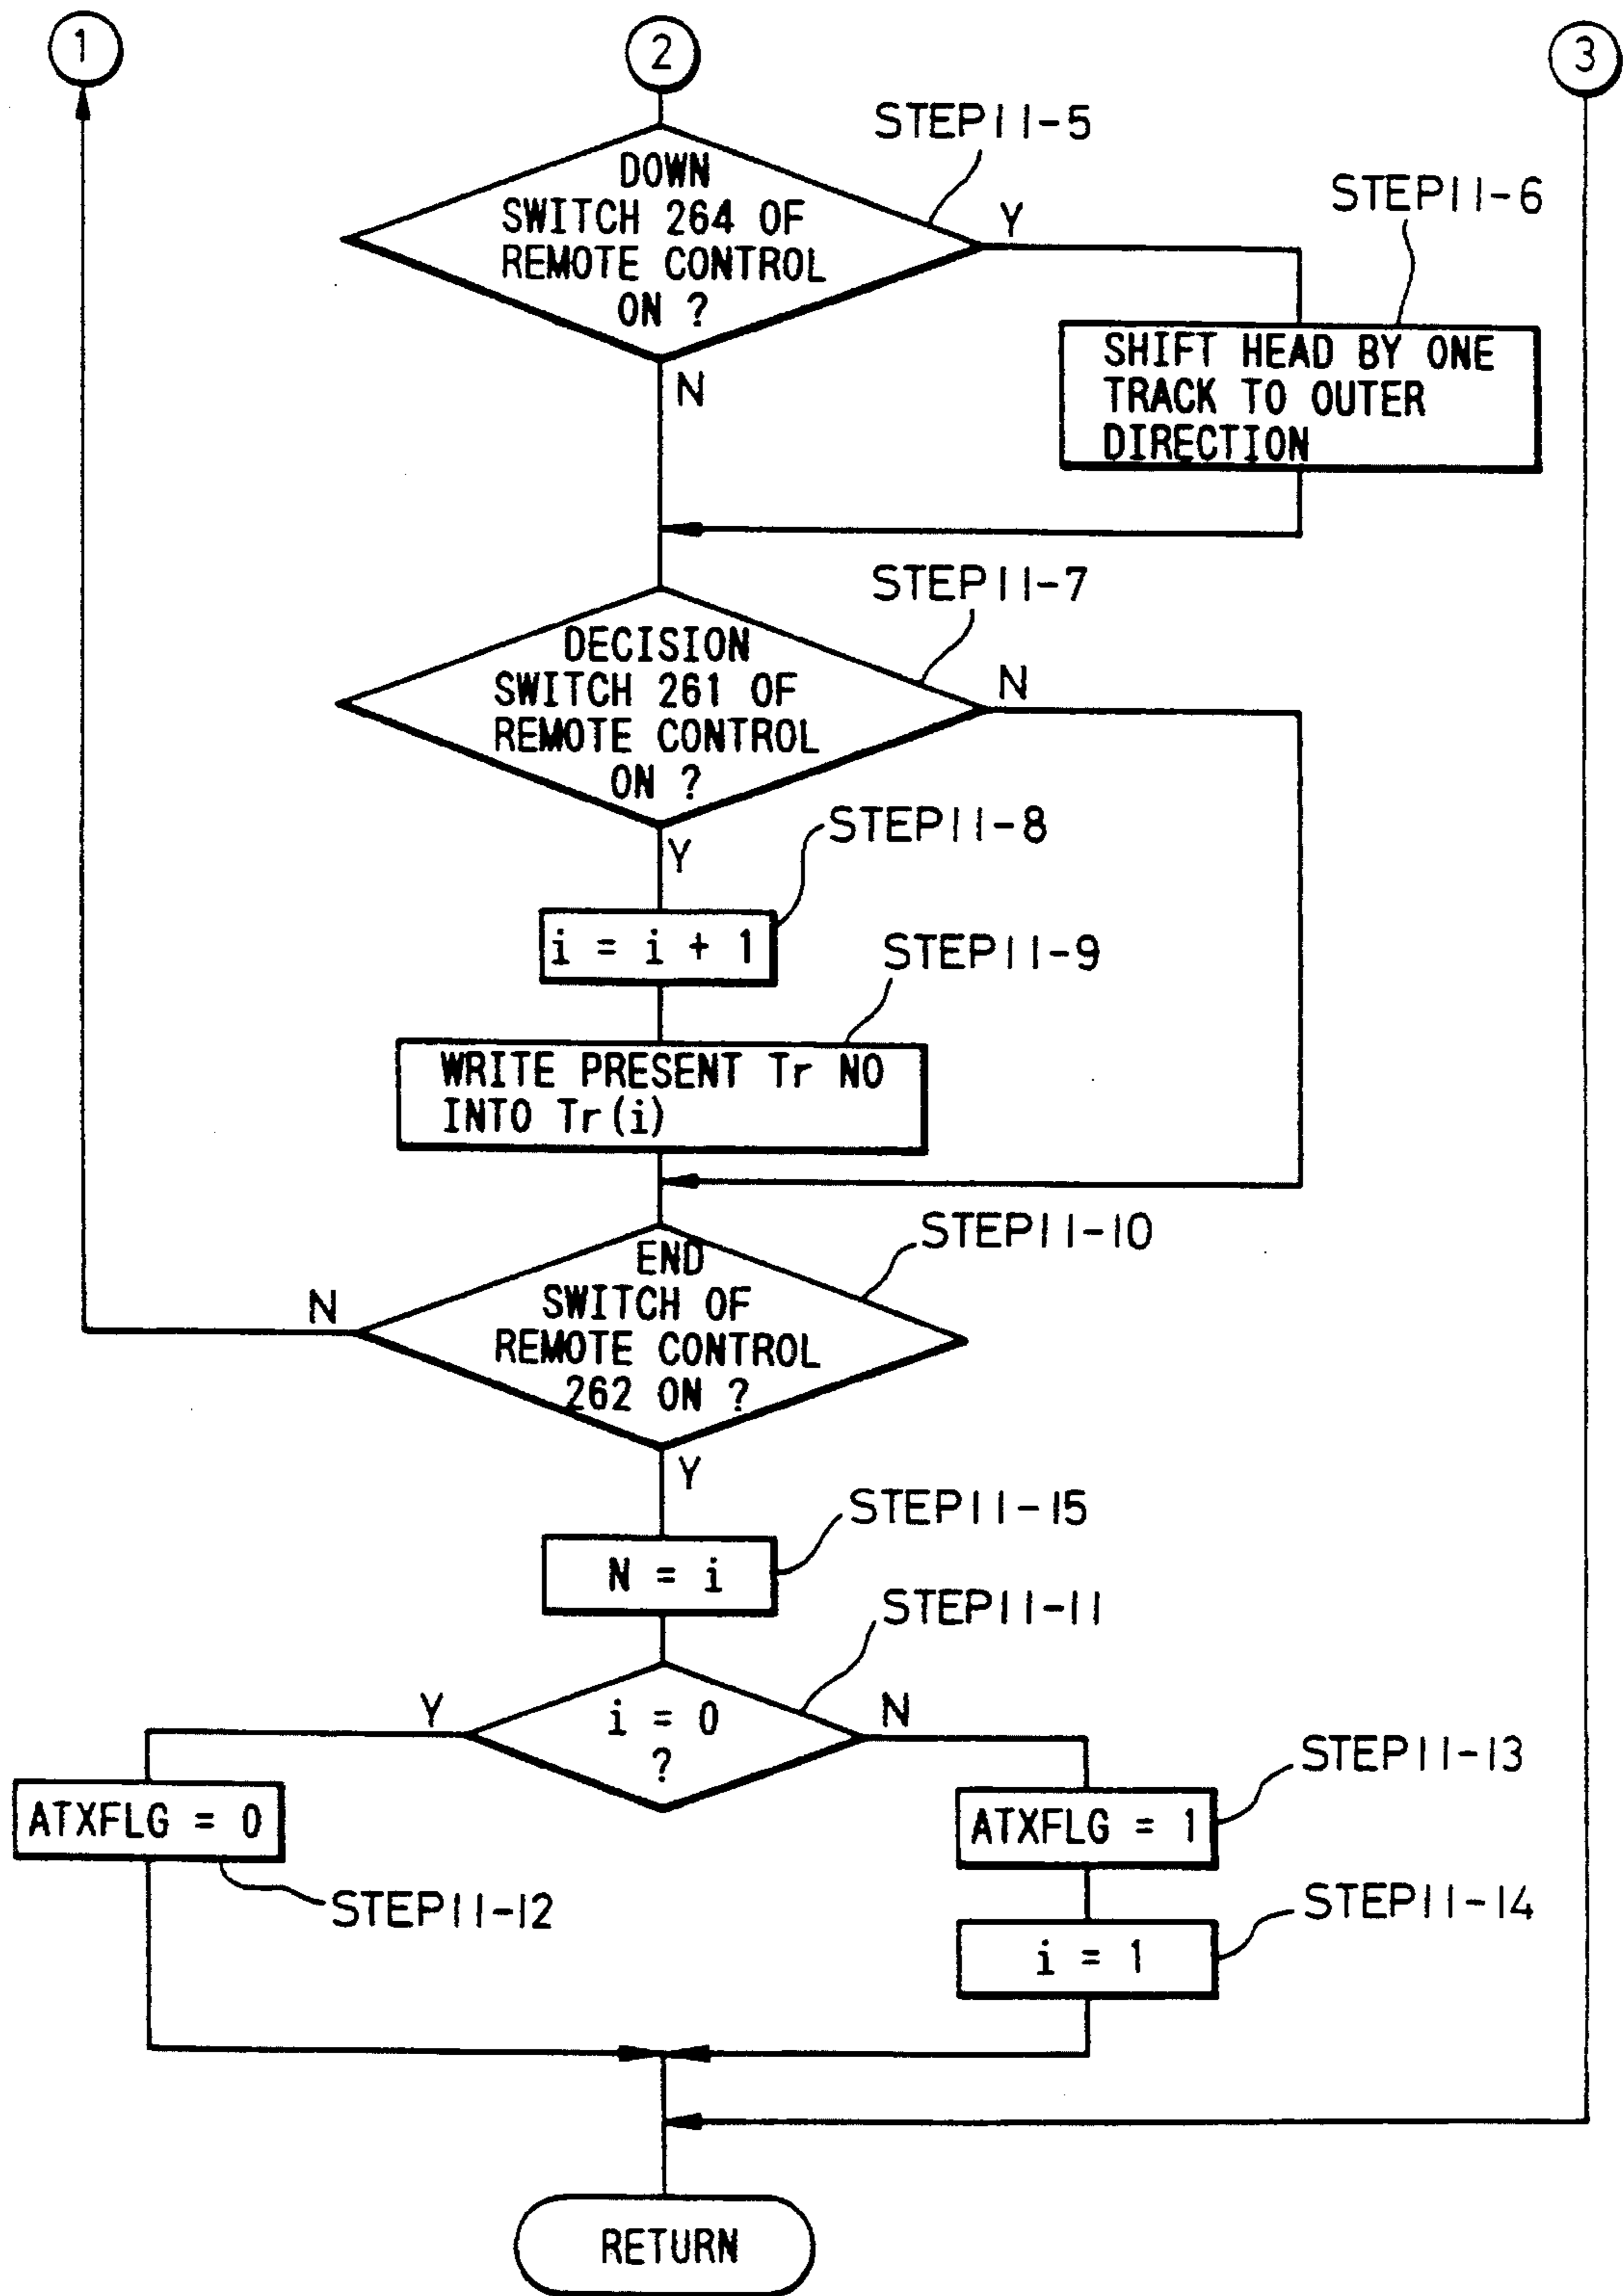 1
2
3
STEP11-5
DOWN
SWITCH 264 OF
REMOTE CONTROL
ON ?
Y
N
STEP11-6
SHIFT HEAD BY ONE
TRACK TO OUTER
DIRECTION
STEP11-7
DECISION
SWITCH 261 OF
REMOTE CONTROL
ON ?
N
Y
STEP11-8
i = i + 1
STEP11-9
WRITE PRESENT Tr NO
INTO Tr(i)
STEP11-10
END
SWITCH OF
REMOTE CONTROL
262 ON ?
N
Y
STEP11-15
N = i
STEP11-11
i = 0
?
Y
N
ATXFLG = 0
STEP11-12
STEP11-13
ATXFLG = 1
STEP11-14
i = 1
RETURN